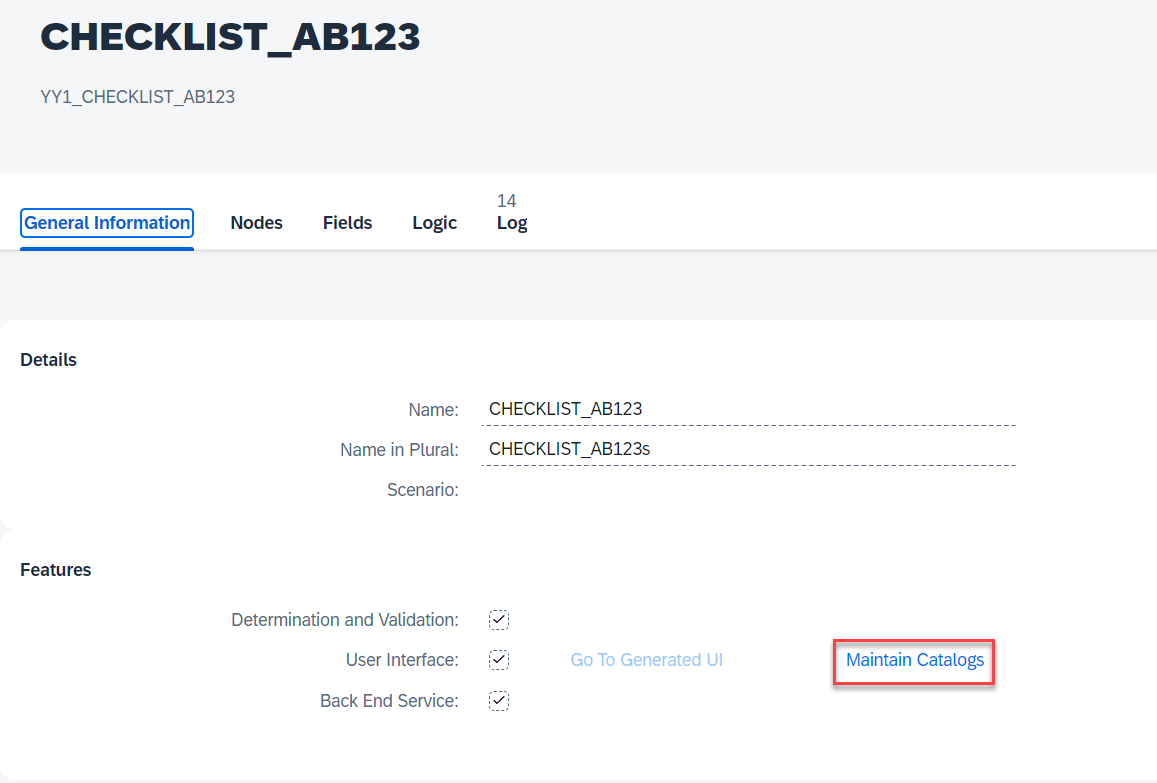 CHECKLIST_AB123
YY1_CHECKLIST_AB123
14
General Information Nodes Fields Logic Log
Details
Name: CHECKLIST_AB123
Name in Plural: CHECKLIST_AB123s
Scenario:
Features
Determination and Validation:
User Interface: Go To Generated UI Maintain Catalogs
Back End Service: